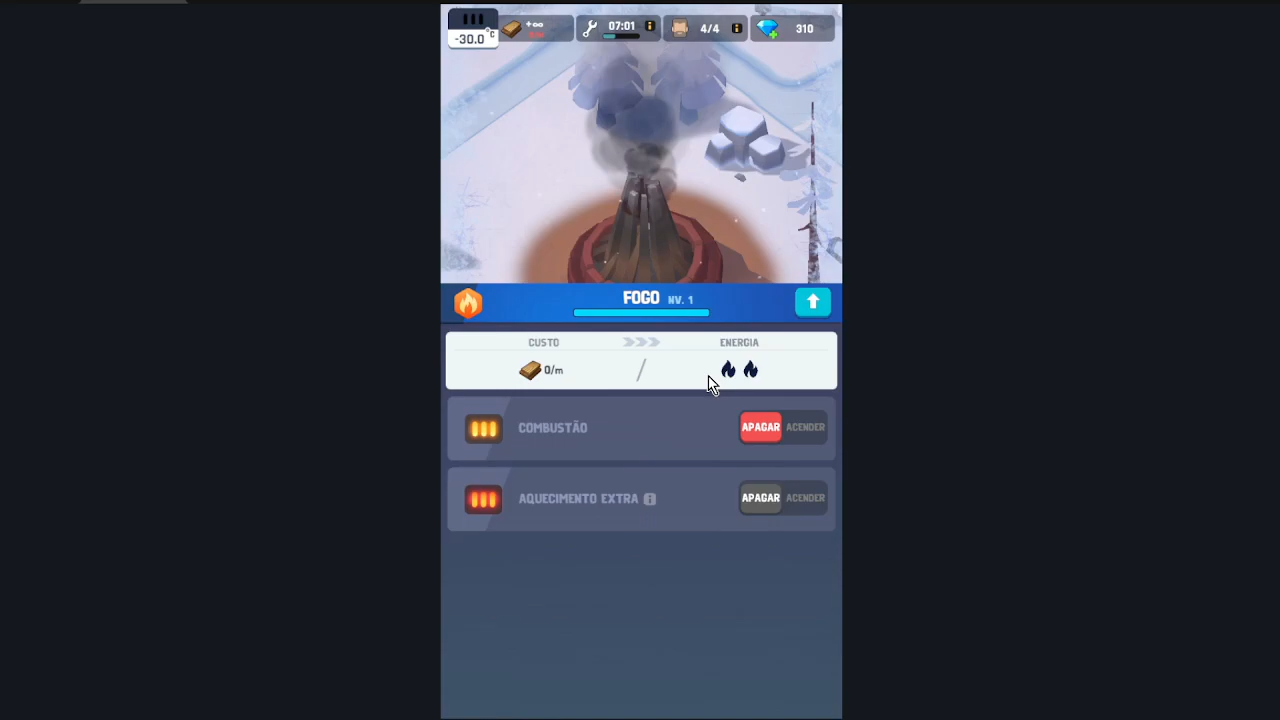 -30.0°C
+∞
07:01
4/4
310
FOGO NV. 1
CUSTO
ENERGIA
0/m
COMBUSTÃO
APAGAR ACENDER
AQUECIMENTO EXTRA
APAGAR ACENDER